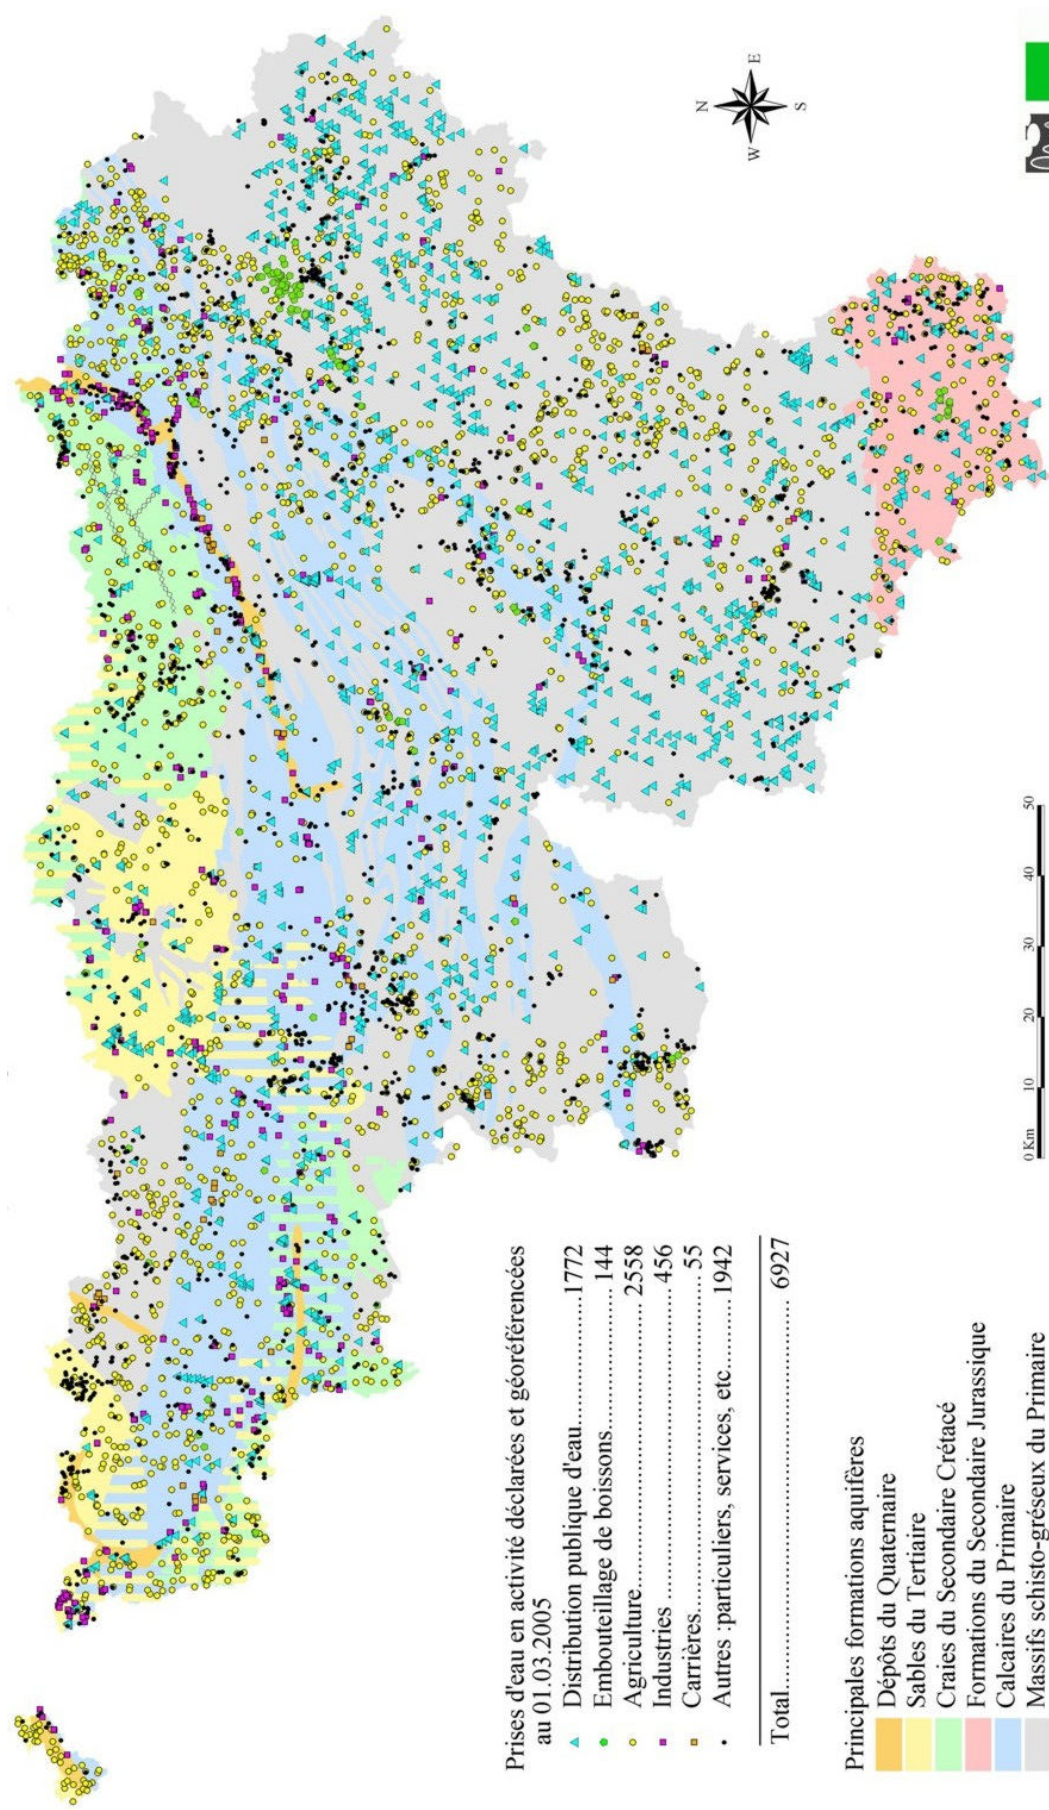 N
W
E
S
Prises d'eau en activité déclarées et géoréférencées
au 01.03.2005
Distribution publique d'eau....................1772
Embouteillage de boissons.................... 144
Agriculture........................................ 2558
Industries ........................................... 456
Carrières............................................... 55
Autres :particuliers, services, etc...........1942
Total....................................... 6927
Principales formations aquifères
Dépôts du Quaternaire
Sables du Tertiaire
Craies du Secondaire Crétacé
Formations du Secondaire Jurassique
Calcaires du Primaire
Massifs schisto-gréseux du Primaire
0 Km 10 20 30 40 50